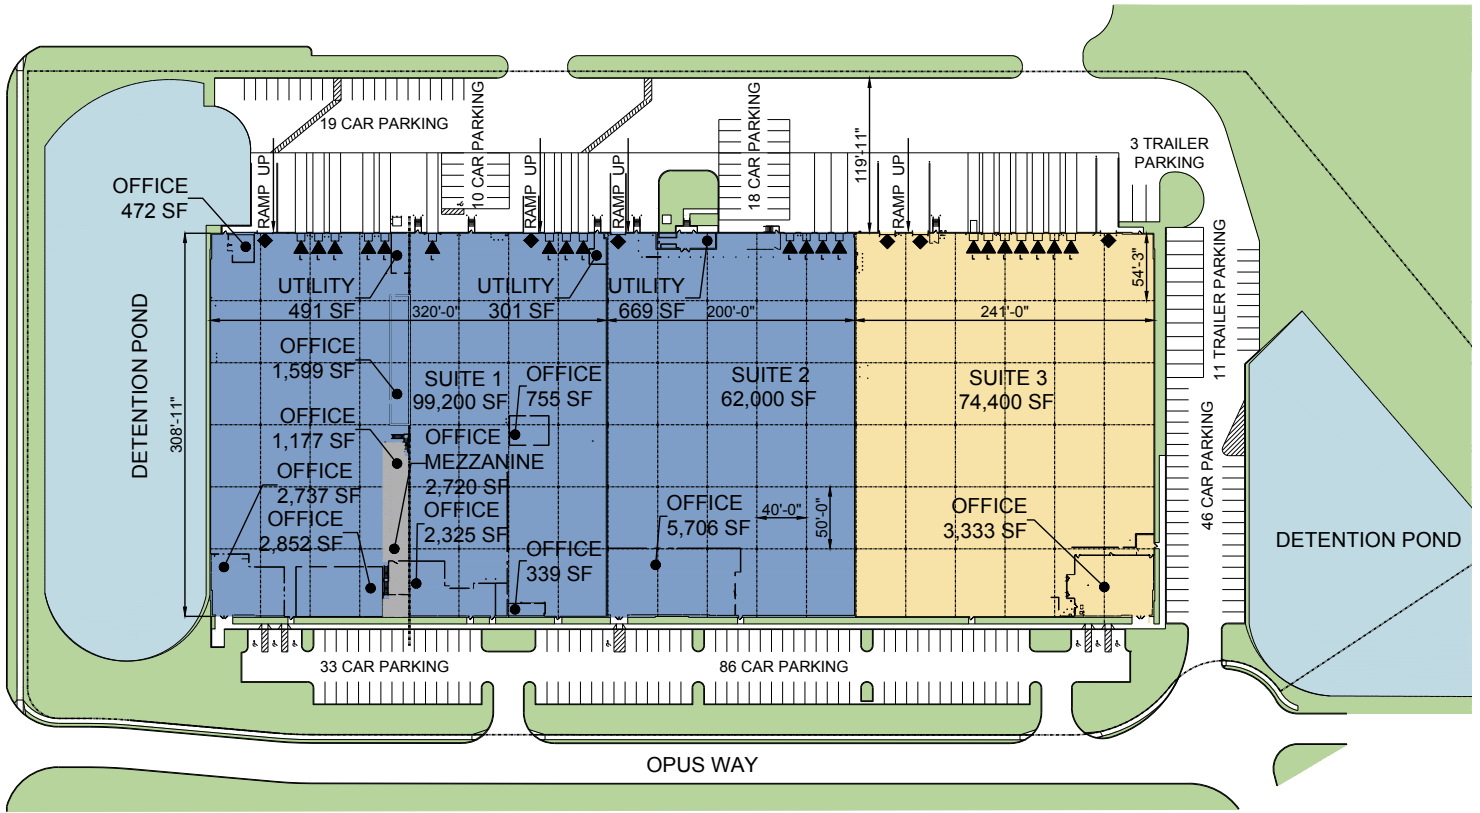 19 CAR PARKING
10 CAR PARKING
18 CAR PARKING
119'-11"
3 TRAILER
PARKING
OFFICE
472 SF
RAMP UP
RAMP UP
RAMP UP
RAMP UP
11 TRAILER PARKING
54'-3"
UTILITY
491 SF
UTILITY
301 SF
UTILITY
669 SF
320'-0"
200'-0"
241'-0"
DETENTION POND
308'-11"
OFFICE
1,599 SF
SUITE 1
99,200 SF
OFFICE
755 SF
SUITE 2
62,000 SF
SUITE 3
74,400 SF
OFFICE
1,177 SF
OFFICE
MEZZANINE
2,720 SF
OFFICE
2,737 SF
OFFICE
2,852 SF
OFFICE
2,325 SF
OFFICE
339 SF
OFFICE
5,706 SF
40'-0"
50'-0"
OFFICE
3,333 SF
46 CAR PARKING
DETENTION POND
33 CAR PARKING
86 CAR PARKING
OPUS WAY